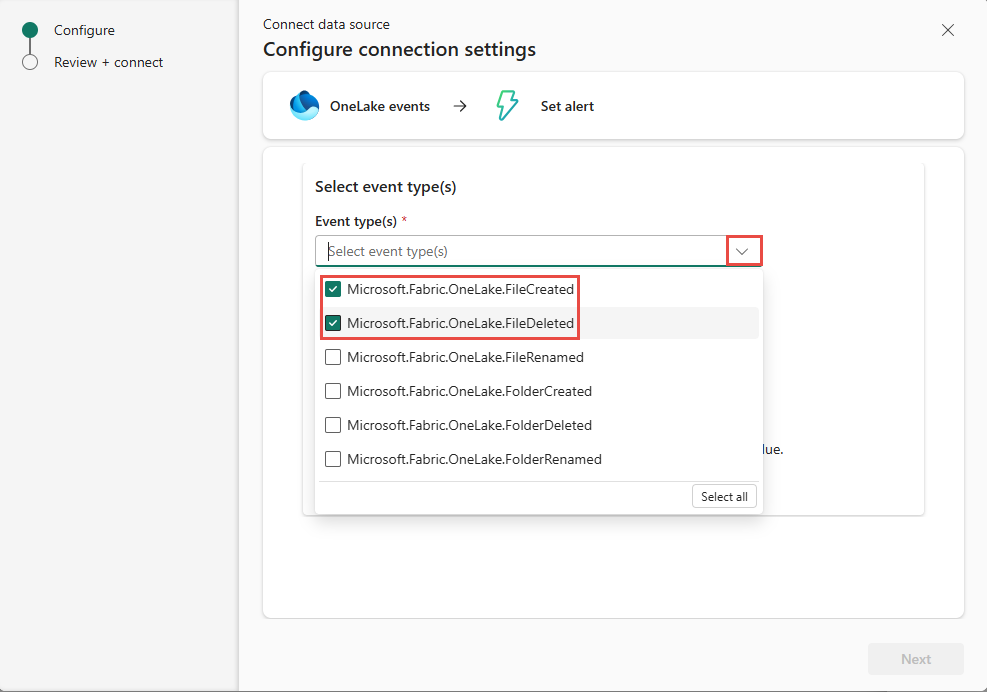 Configure
Review + connect
Connect data source
Configure connection settings
OneLake events
Set alert
Select event type(s)
Event type(s) *
Select event type(s)
Microsoft.Fabric.OneLake.FileCreated
Microsoft.Fabric.OneLake.FileDeleted
Microsoft.Fabric.OneLake.FileRenamed
Microsoft.Fabric.OneLake.FolderCreated
Microsoft.Fabric.OneLake.FolderDeleted
lue.
Microsoft.Fabric.OneLake.FolderRenamed
Select all
Next